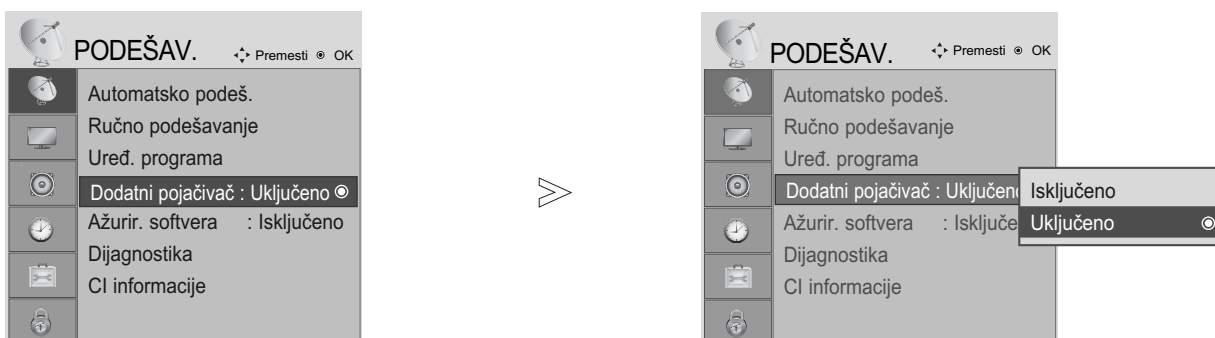 PODEŠAV. Premesti OK
Automatsko podeš.
Ručno podešavanje
Uređ. programa
Dodatni pojačivač : Uključeno
Ažurir. softvera : Isključeno
Dijagnostika
CI informacije
PODEŠAV. Premesti OK
Automatsko podeš.
Ručno podešavanje
Uređ. programa
Dodatni pojačivač : Uključen
Ažurir. softvera : Isključe
Dijagnostika
CI informacije
Isključeno
Uključeno